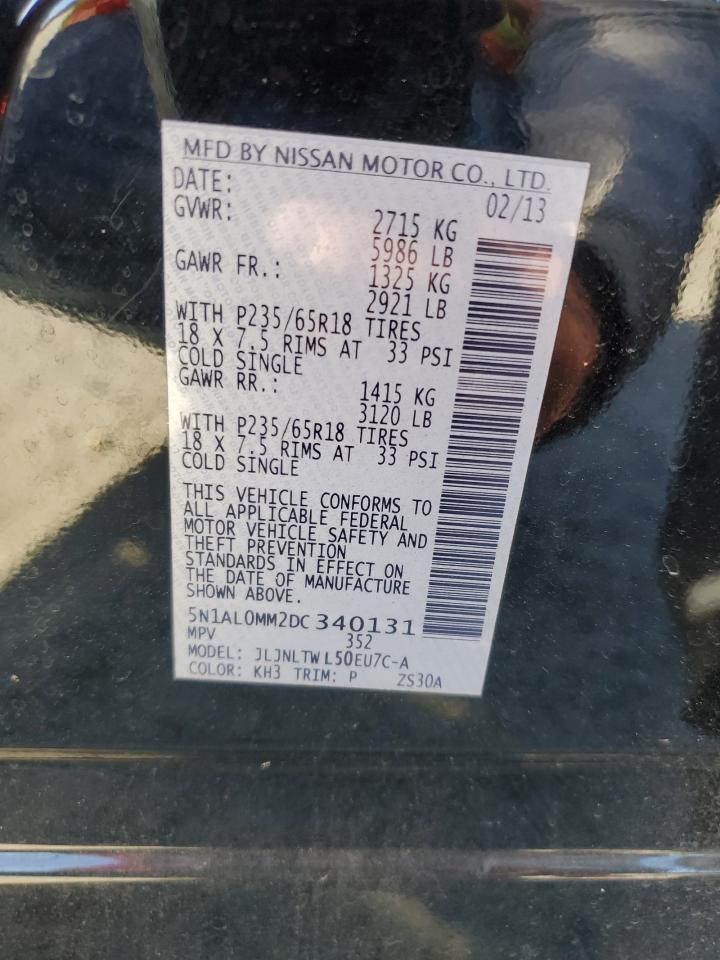 MFD BY NISSAN MOTOR CO., LTD.
DATE: 02/13
GVWR: 2715 KG
5986 LB
GAWR FR.: 1325 KG
2921 LB
WITH P235/65R18 TIRES
18 X 7.5 RIMS AT 33 PSI
COLD SINGLE
GAWR RR.: 1415 KG
3120 LB
WITH P235/65R18 TIRES
18 X 7.5 RIMS AT 33 PSI
COLD SINGLE
THIS VEHICLE CONFORMS TO
ALL APPLICABLE FEDERAL
MOTOR VEHICLE SAFETY AND
THEFT PREVENTION
STANDARDS IN EFFECT ON
THE DATE OF MANUFACTURE
SHOWN ABOVE.
5N1AL0MM2DC340131
MPV 352
MODEL: JLJNLTWL50EU7C-A
COLOR: KH3 TRIM: P ZS30A